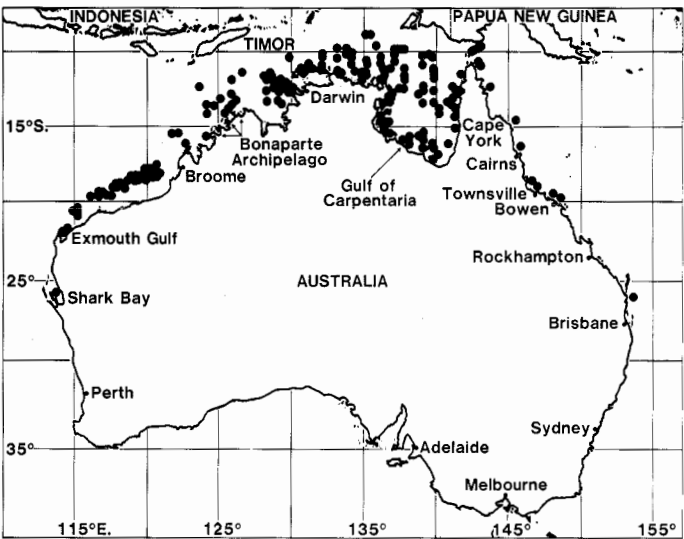 INDONESIA
PAPUA NEW GUINEA
TIMOR
Darwin
15°S.
Cape
York
Bonaparte
Archipelago
Cairns
Broome
Gulf of
Carpentaria
Townsville
Bowen
Exmouth Gulf
Rockhampton
25°
AUSTRALIA
Shark Bay
Brisbane
Perth
Sydney
35°
Adelaide
Melbourne
115°E.
125°
135°
145°
155°